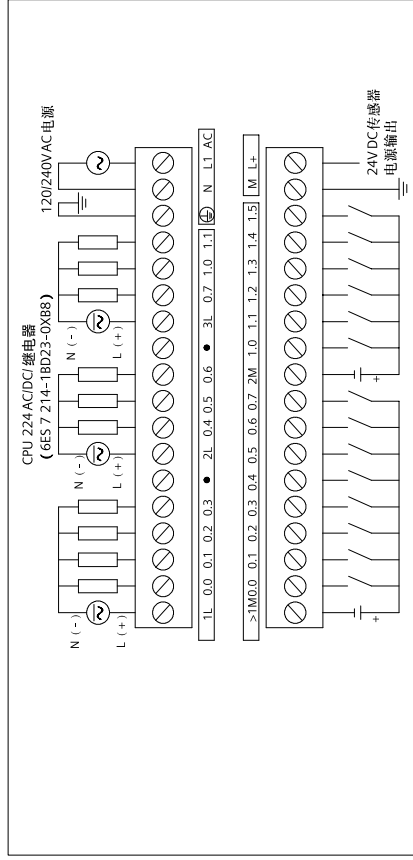 CPU 224 AC/DC/继电器
(6ES 7 214-1BD23-0XB8)
120/240V AC 电源
N (-)
L (+)
N (-)
L (+)
N (-)
L (+)
1L 0.0 0.1 0.2 0.3 ● 2L 0.4 0.5 0.6 ● 3L 0.7 1.0 1.1 N L1 AC
>1M 0.0 0.1 0.2 0.3 0.4 0.5 0.6 0.7 2M 1.0 1.1 1.2 1.3 1.4 1.5 M L+
+
+
24V DC传感器
电源输出